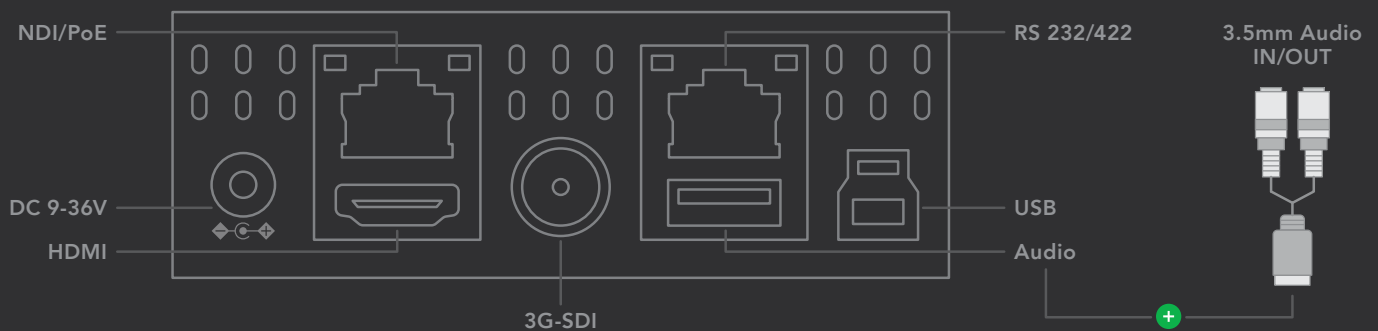 NDI/PoE
RS 232/422
3.5mm Audio
IN/OUT
DC 9-36V
USB
HDMI
Audio
3G-SDI